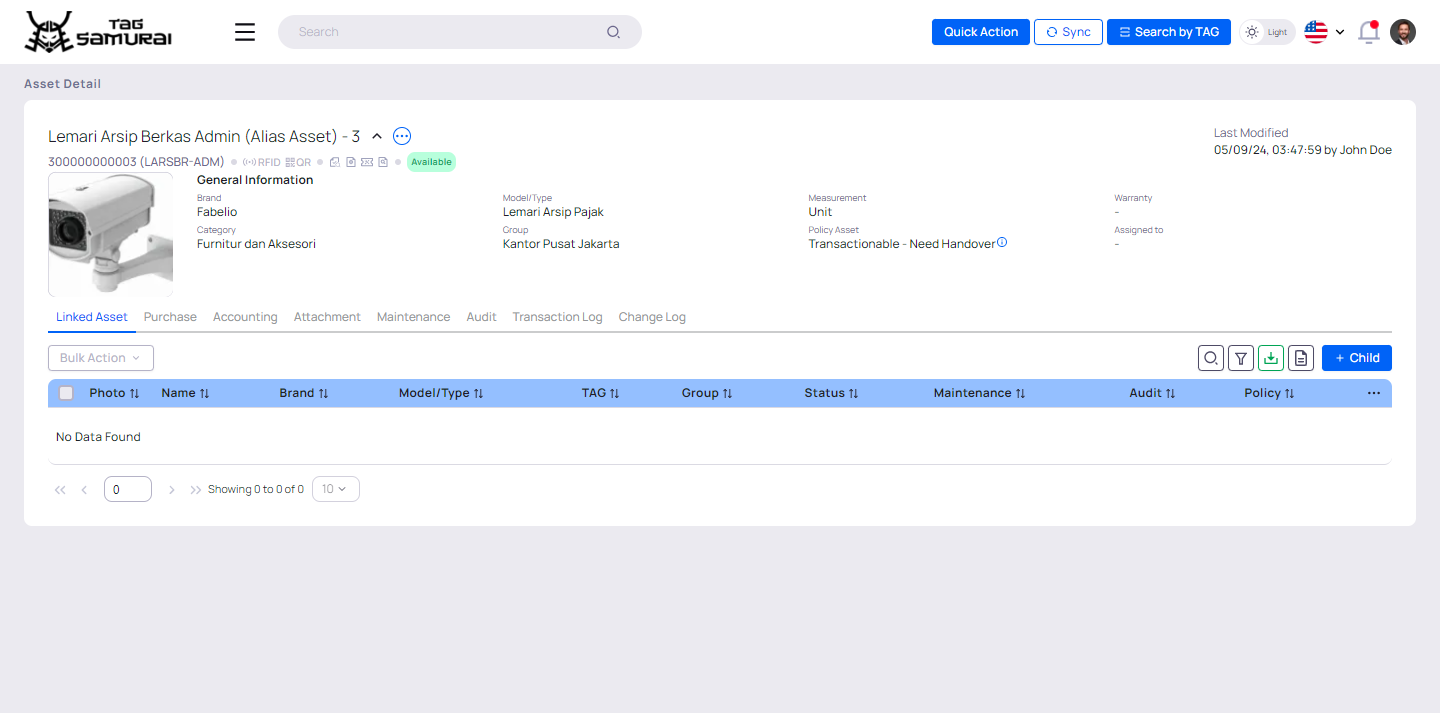 TAG
SAMURAI
Search
Quick Action
Sync
Search by TAG
Light
Asset Detail
Lemari Arsip Berkas Admin (Alias Asset) - 3
Last Modified
05/09/24, 03:47:59 by John Doe
300000000003 (LARSBR-ADM) RFID QR Available
General Information
Brand Model/Type Measurement Warranty
Fabelio Lemari Arsip Pajak Unit -
Category Group Policy Asset Assigned to
Furnitur dan Aksesori Kantor Pusat Jakarta Transactionable - Need Handover -
Linked Asset Purchase Accounting Attachment Maintenance Audit Transaction Log Change Log
Bulk Action
+ Child
Photo Name Brand Model/Type TAG Group Status Maintenance Audit Policy
No Data Found
0 Showing 0 to 0 of 0 10